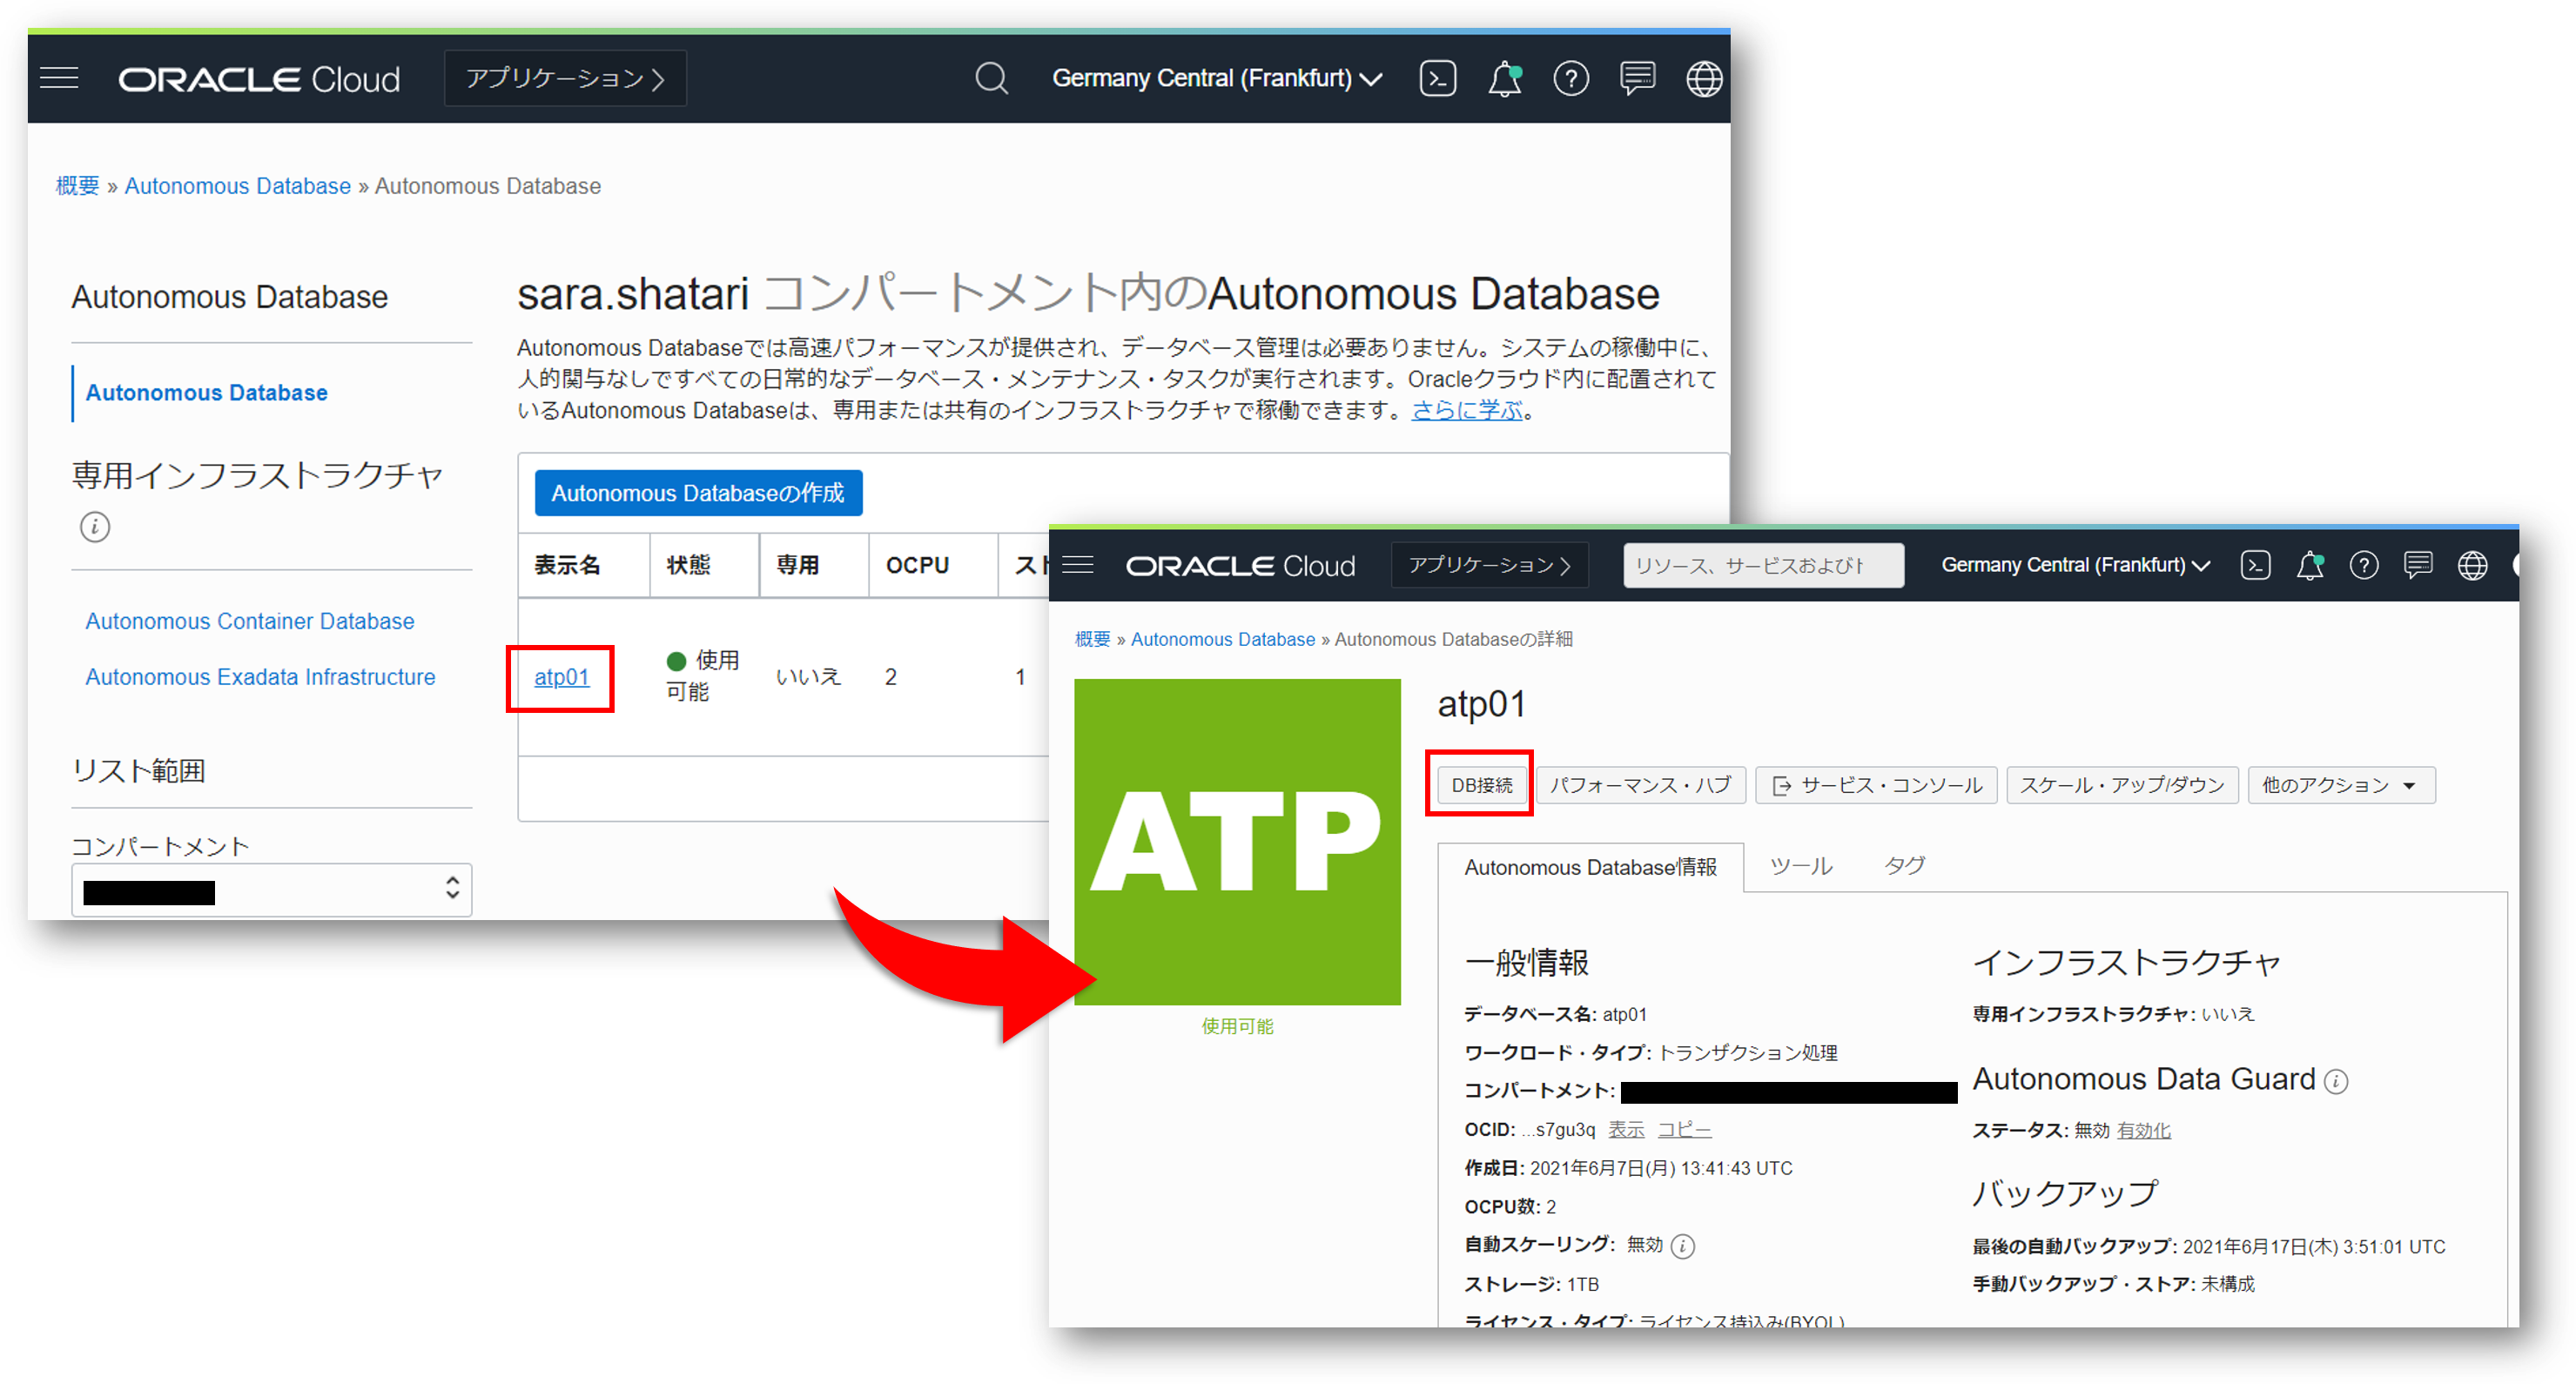 ORACLE Cloud
アプリケーション
Germany Central (Frankfurt)
概要 » Autonomous Database » Autonomous Database
Autonomous Database
Autonomous Database
専用インフラストラクチャ
Autonomous Container Database
Autonomous Exadata Infrastructure
リスト範囲
コンパートメント
sara.shatari コンパートメント内のAutonomous Database
Autonomous Databaseでは高速パフォーマンスが提供され、データベース管理は必要ありません。システムの稼働中に、
人的関与なしですべての日常的なデータベース・メンテナンス・タスクが実行されます。Oracleクラウド内に配置されて
いるAutonomous Databaseは、専用または共有のインフラストラクチャで稼働できます。さらに学ぶ。
Autonomous Databaseの作成
表示名 状態 専用 OCPU スト
atp01 使用可能 いいえ 2 1
ORACLE Cloud
アプリケーション
リソース、サービスおよび
Germany Central (Frankfurt)
概要 » Autonomous Database » Autonomous Databaseの詳細
ATP
使用可能
atp01
DB接続 パフォーマンス・ハブ サービス・コンソール スケール・アップ/ダウン 他のアクション
Autonomous Database情報 ツール タグ
一般情報
データベース名: atp01
ワークロード・タイプ: トランザクション処理
コンパートメント:
OCID: ...s7gu3q 表示 コピー
作成日: 2021年6月7日(月) 13:41:43 UTC
OCPU数: 2
自動スケーリング: 無効
ストレージ: 1TB
ライセンス・タイプ: ライセンス持込み(BYOL)
インフラストラクチャ
専用インフラストラクチャ: いいえ
Autonomous Data Guard
ステータス: 無効 有効化
バックアップ
最後の自動バックアップ: 2021年6月17日(木) 3:51:01 UTC
手動バックアップ・ストア: 未構成